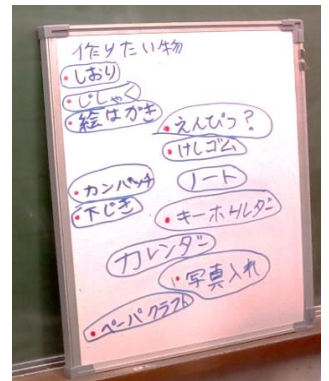 作りたい物
・しおり
・じしゃく
・絵はがき
・えんぴつ？
・けしゴム
・カンバッチ
ノート
・下じき
・キーホルダー
カレンダー
・写真入れ
・ペーパークラフト